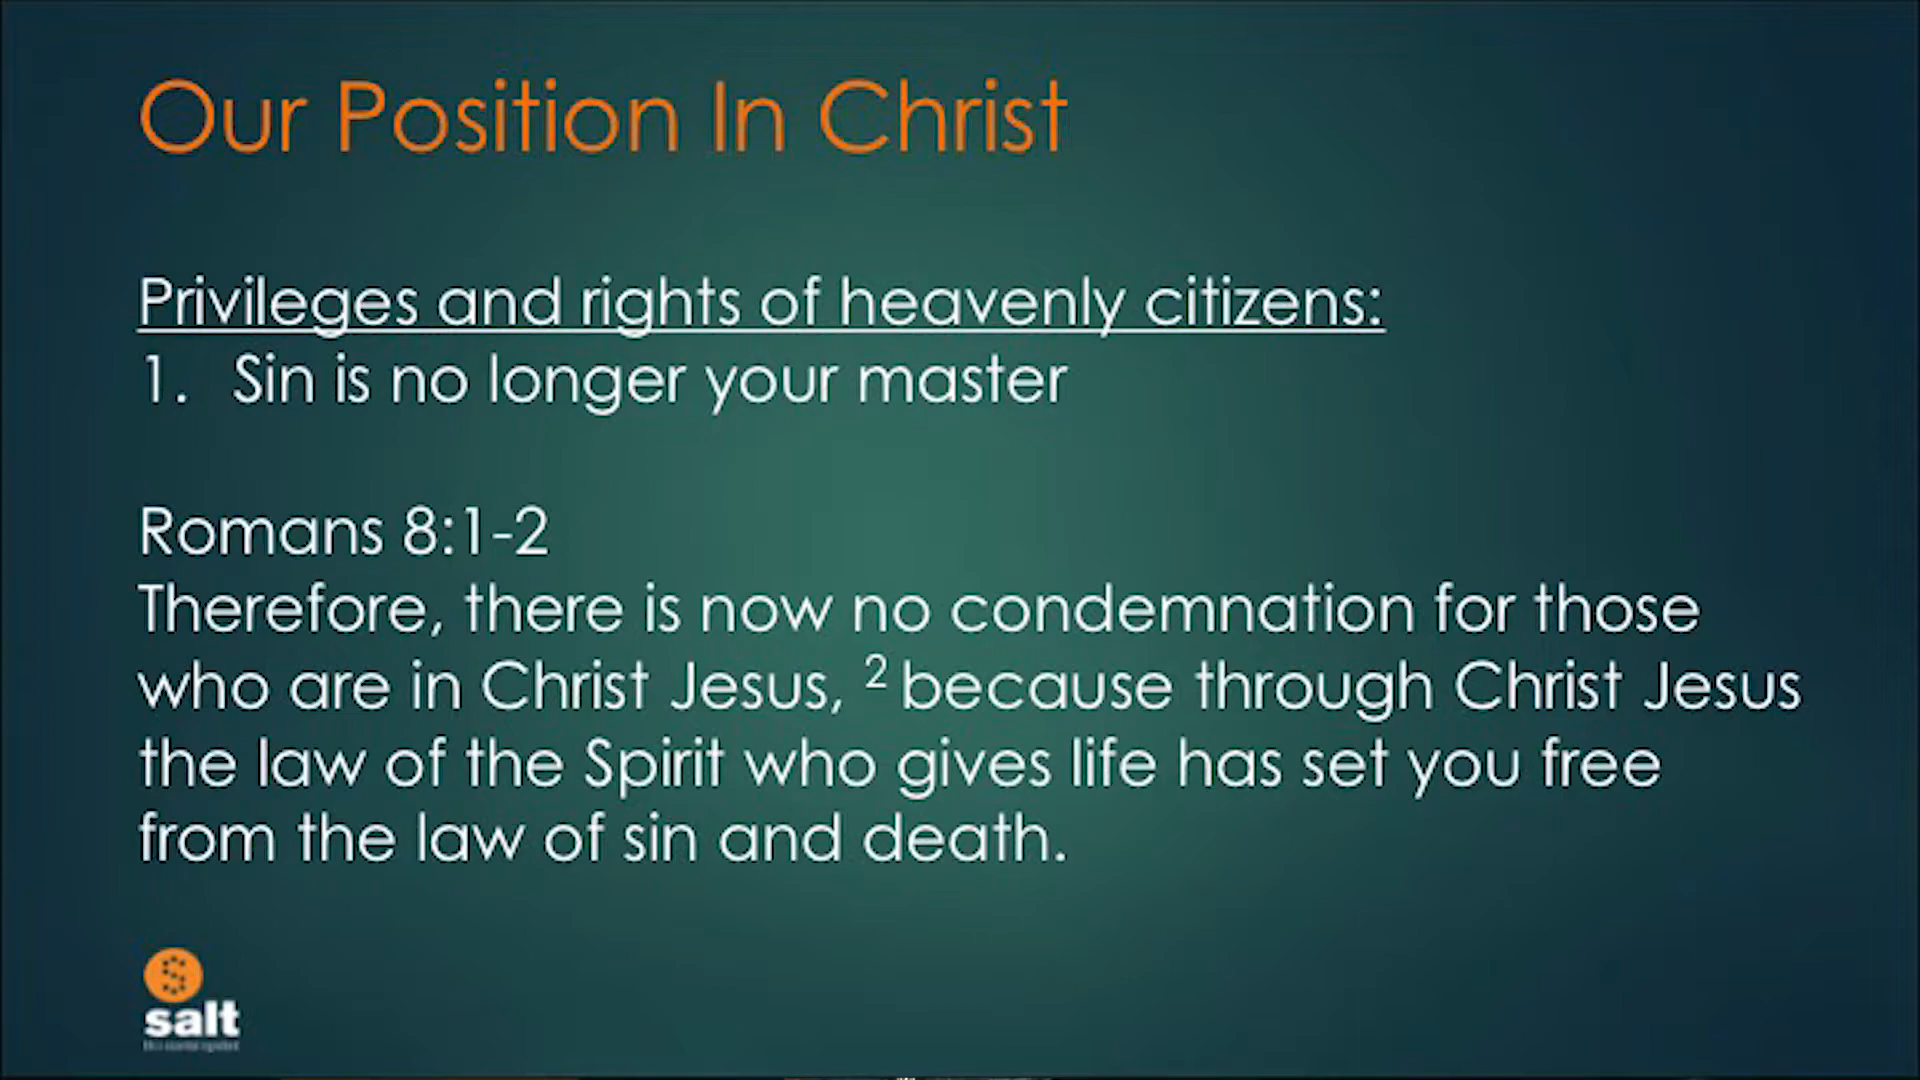 Our Position In Christ
Privileges and rights of heavenly citizens:
1. Sin is no longer your master
Romans 8:1-2
Therefore, there is now no condemnation for those
who are in Christ Jesus, ² because through Christ Jesus
the law of the Spirit who gives life has set you free
from the law of sin and death.
S
salt